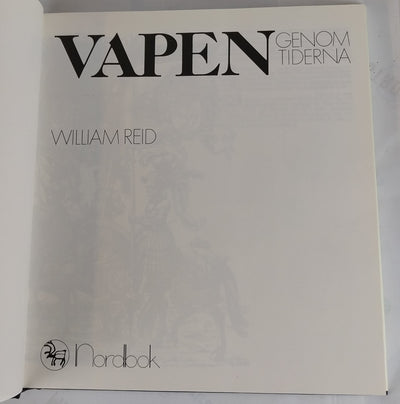 VAPEN GENOM
TIDERNA
WILLIAM REID
Nordbok